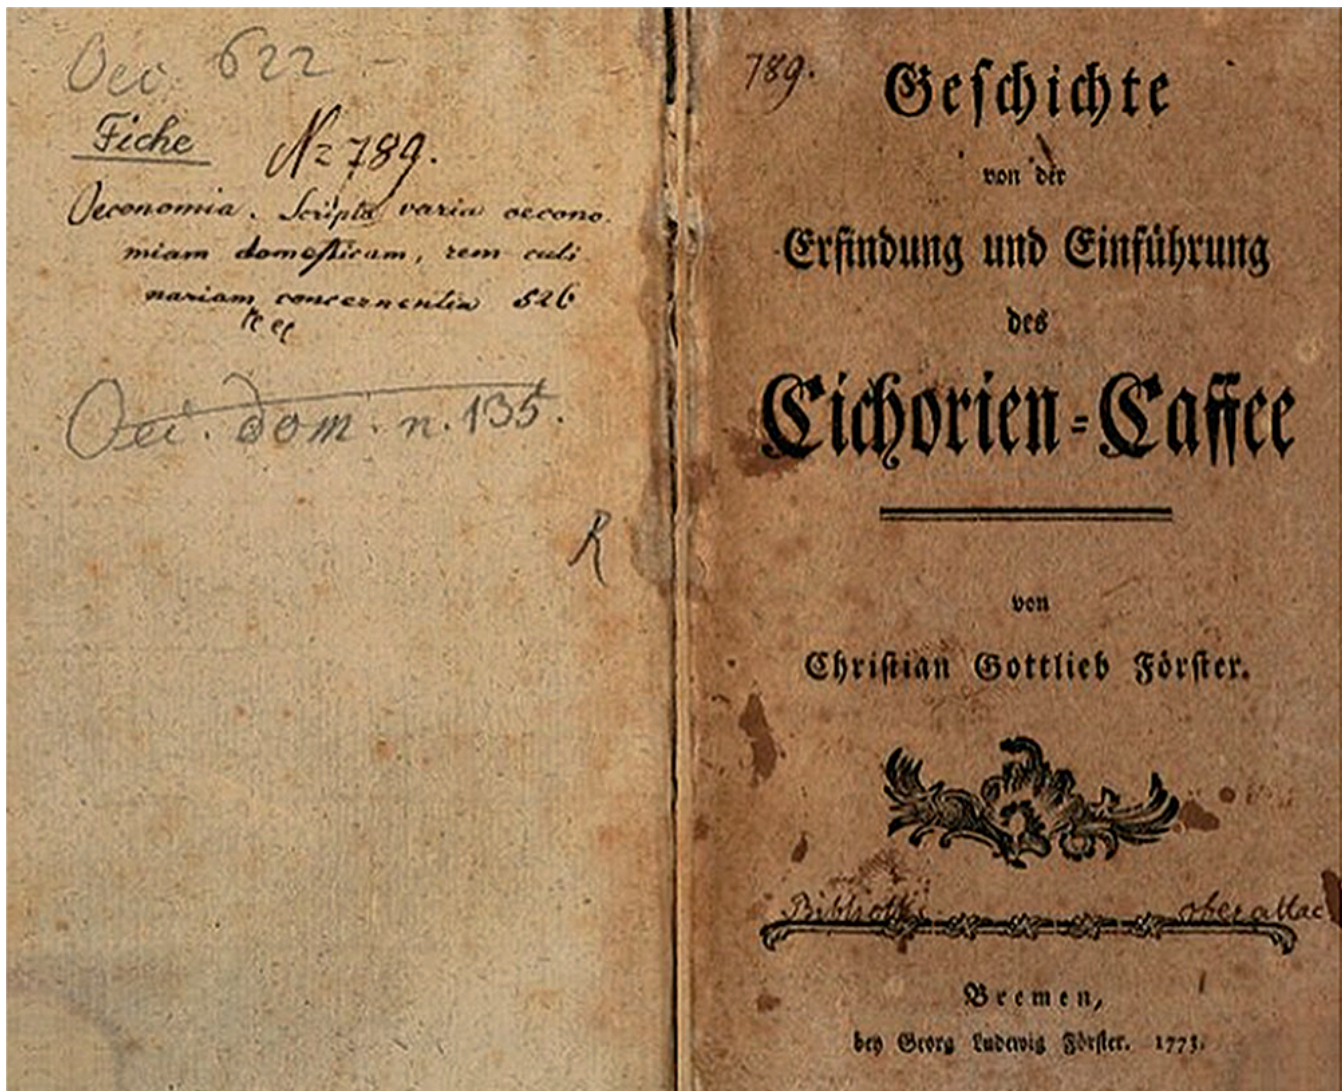 Oec. 622 -
Fiche
N= 789.
Oeconomia. Scripta varia oecono.
miam domesticam, rem culi
nariam concernentia 526
Oec. dom. n. 135.
R
789.
Geſchichte
von der
Erfindung und Einführung
des
Cichorien-Caffee
von
Chriſtian Gottlieb Förſter.
Bremen,
bey Georg Ludewig Förſter. 1773.